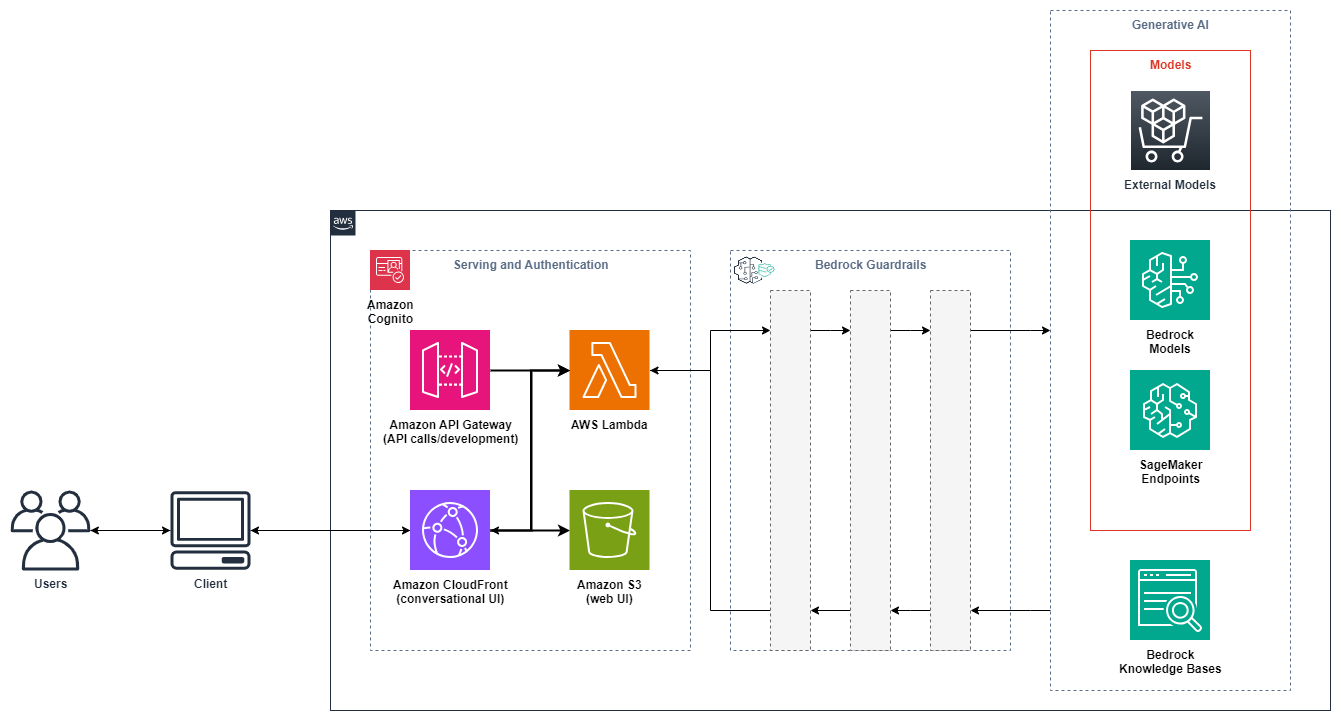 Generative AI
Models
External Models
aws
Serving and Authentication
Bedrock Guardrails
Amazon
Cognito
Bedrock
Models
Amazon API Gateway
(API calls/development)
AWS Lambda
SageMaker
Endpoints
Users
Client
Amazon CloudFront
(conversational UI)
Amazon S3
(web UI)
Bedrock
Knowledge Bases